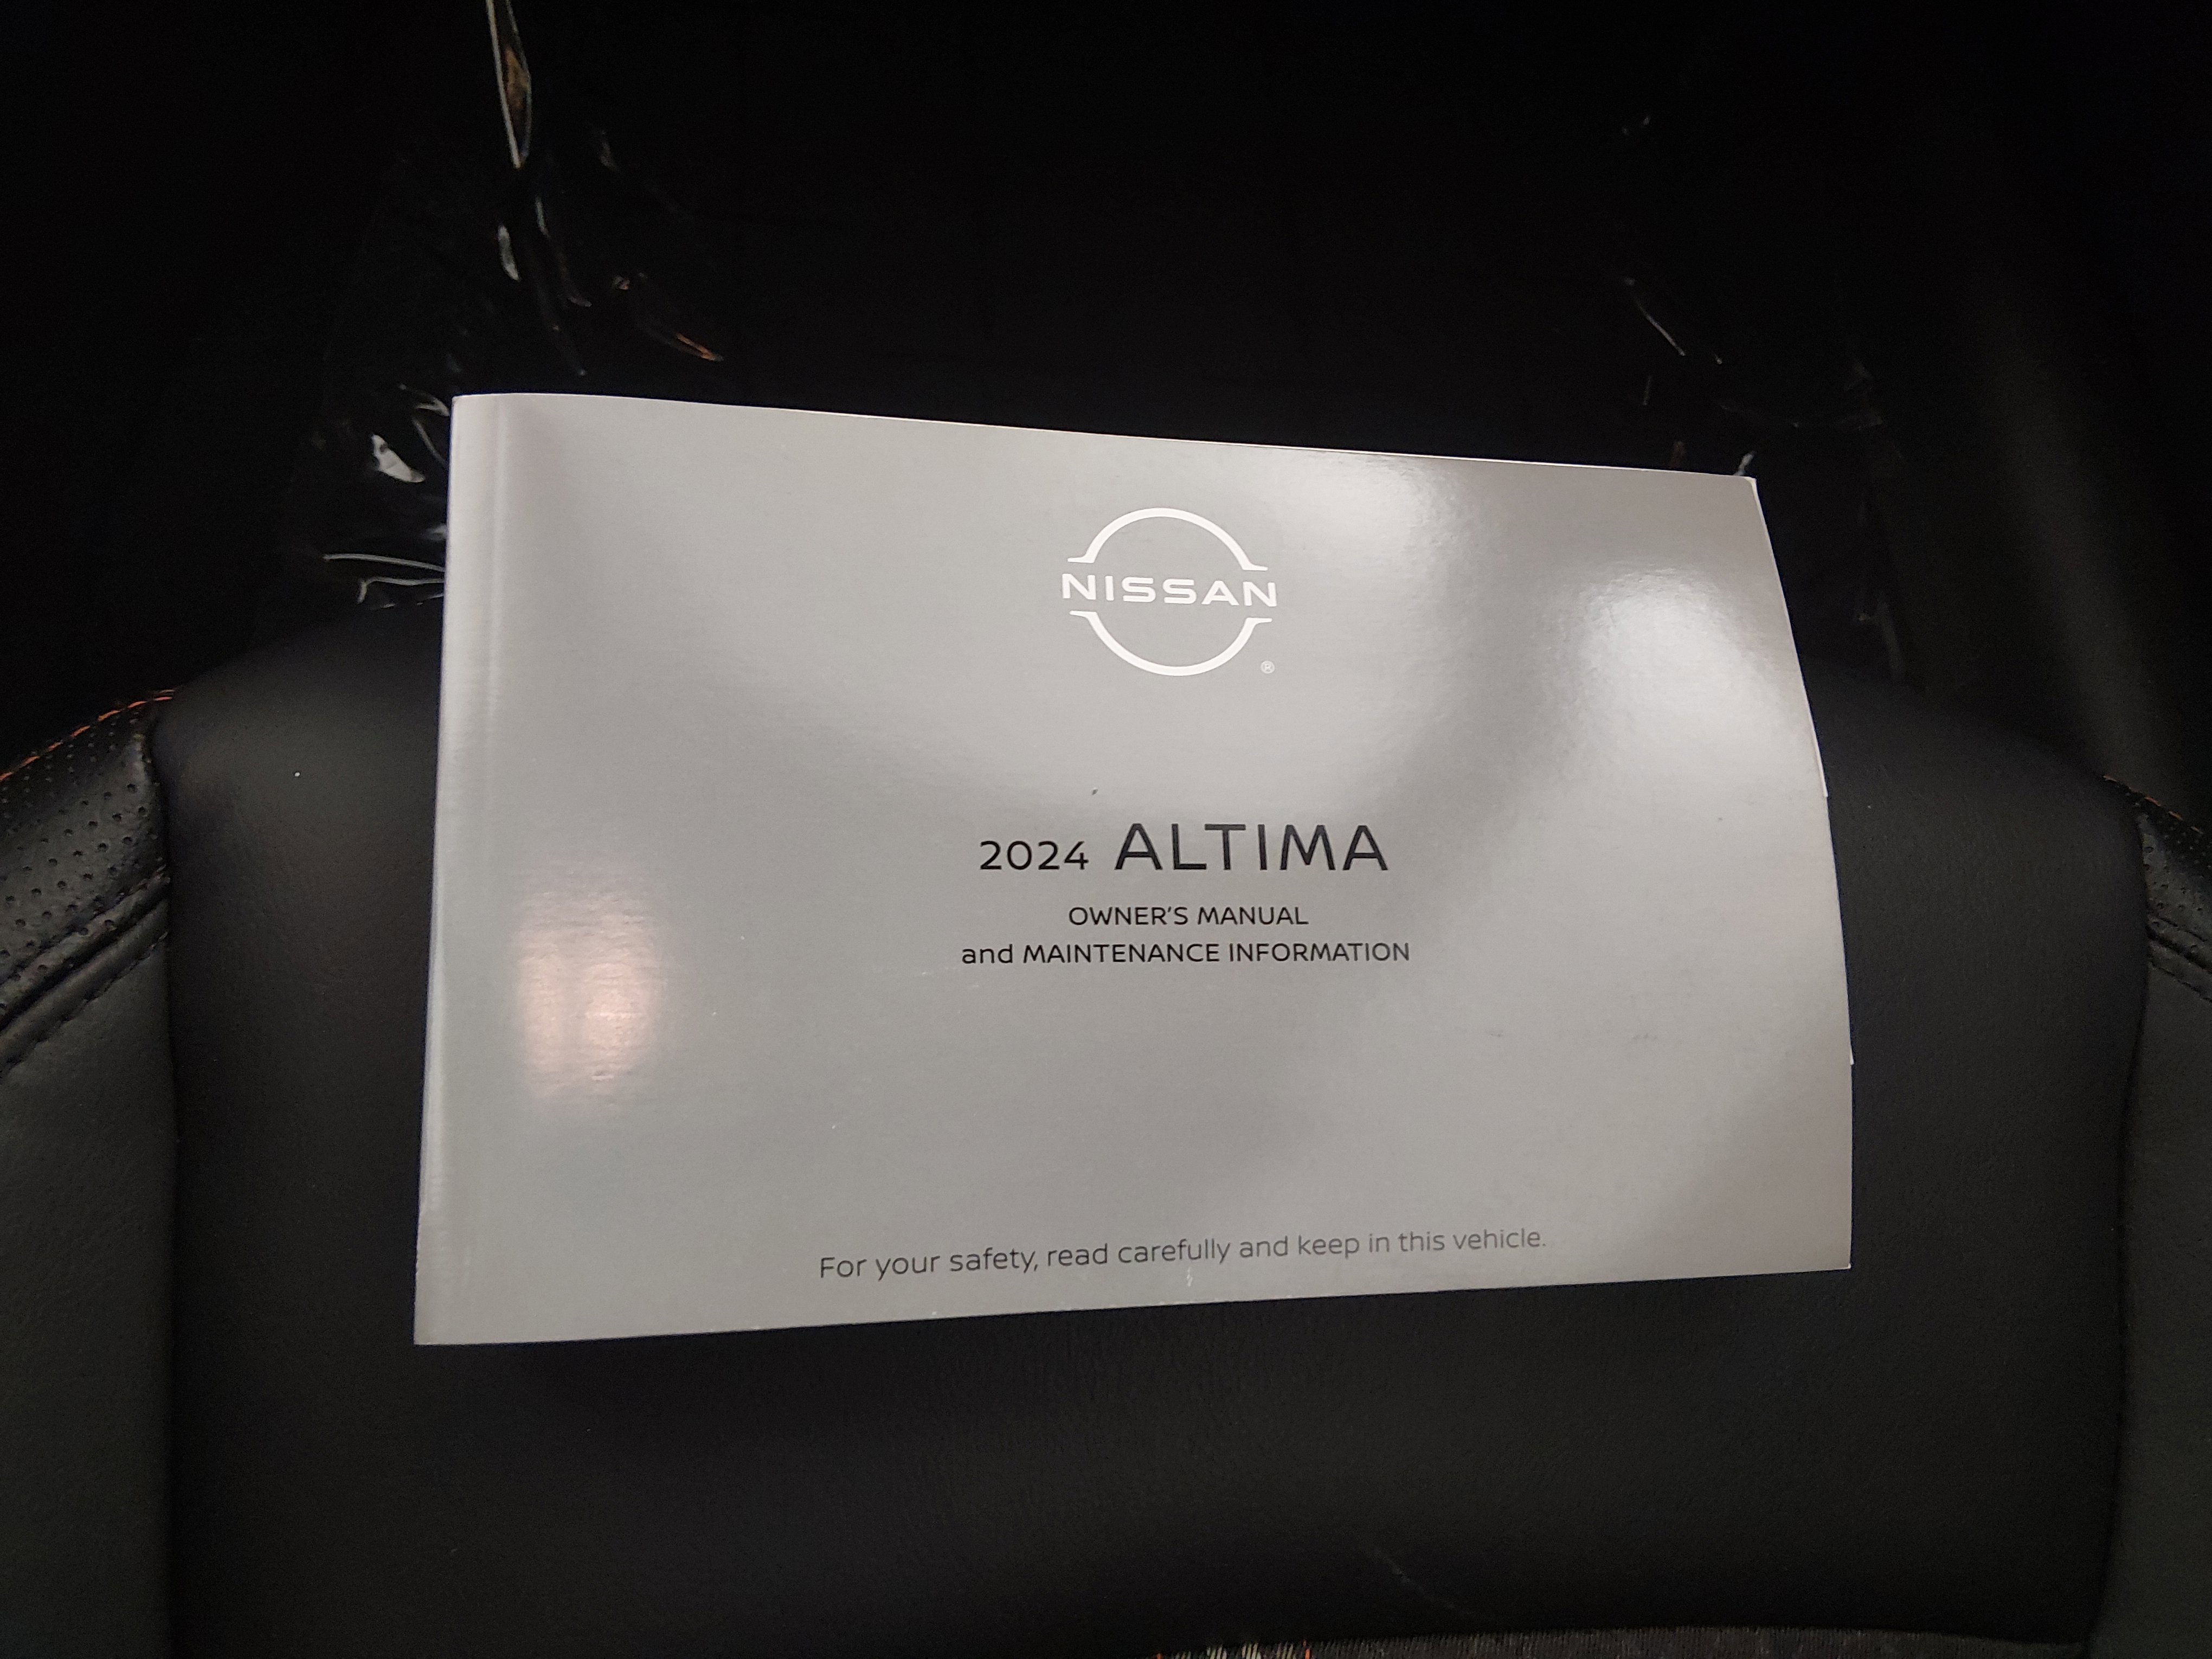 NISSAN
®
2024 ALTIMA
OWNER'S MANUAL
and MAINTENANCE INFORMATION
For your safety, read carefully and keep in this vehicle.